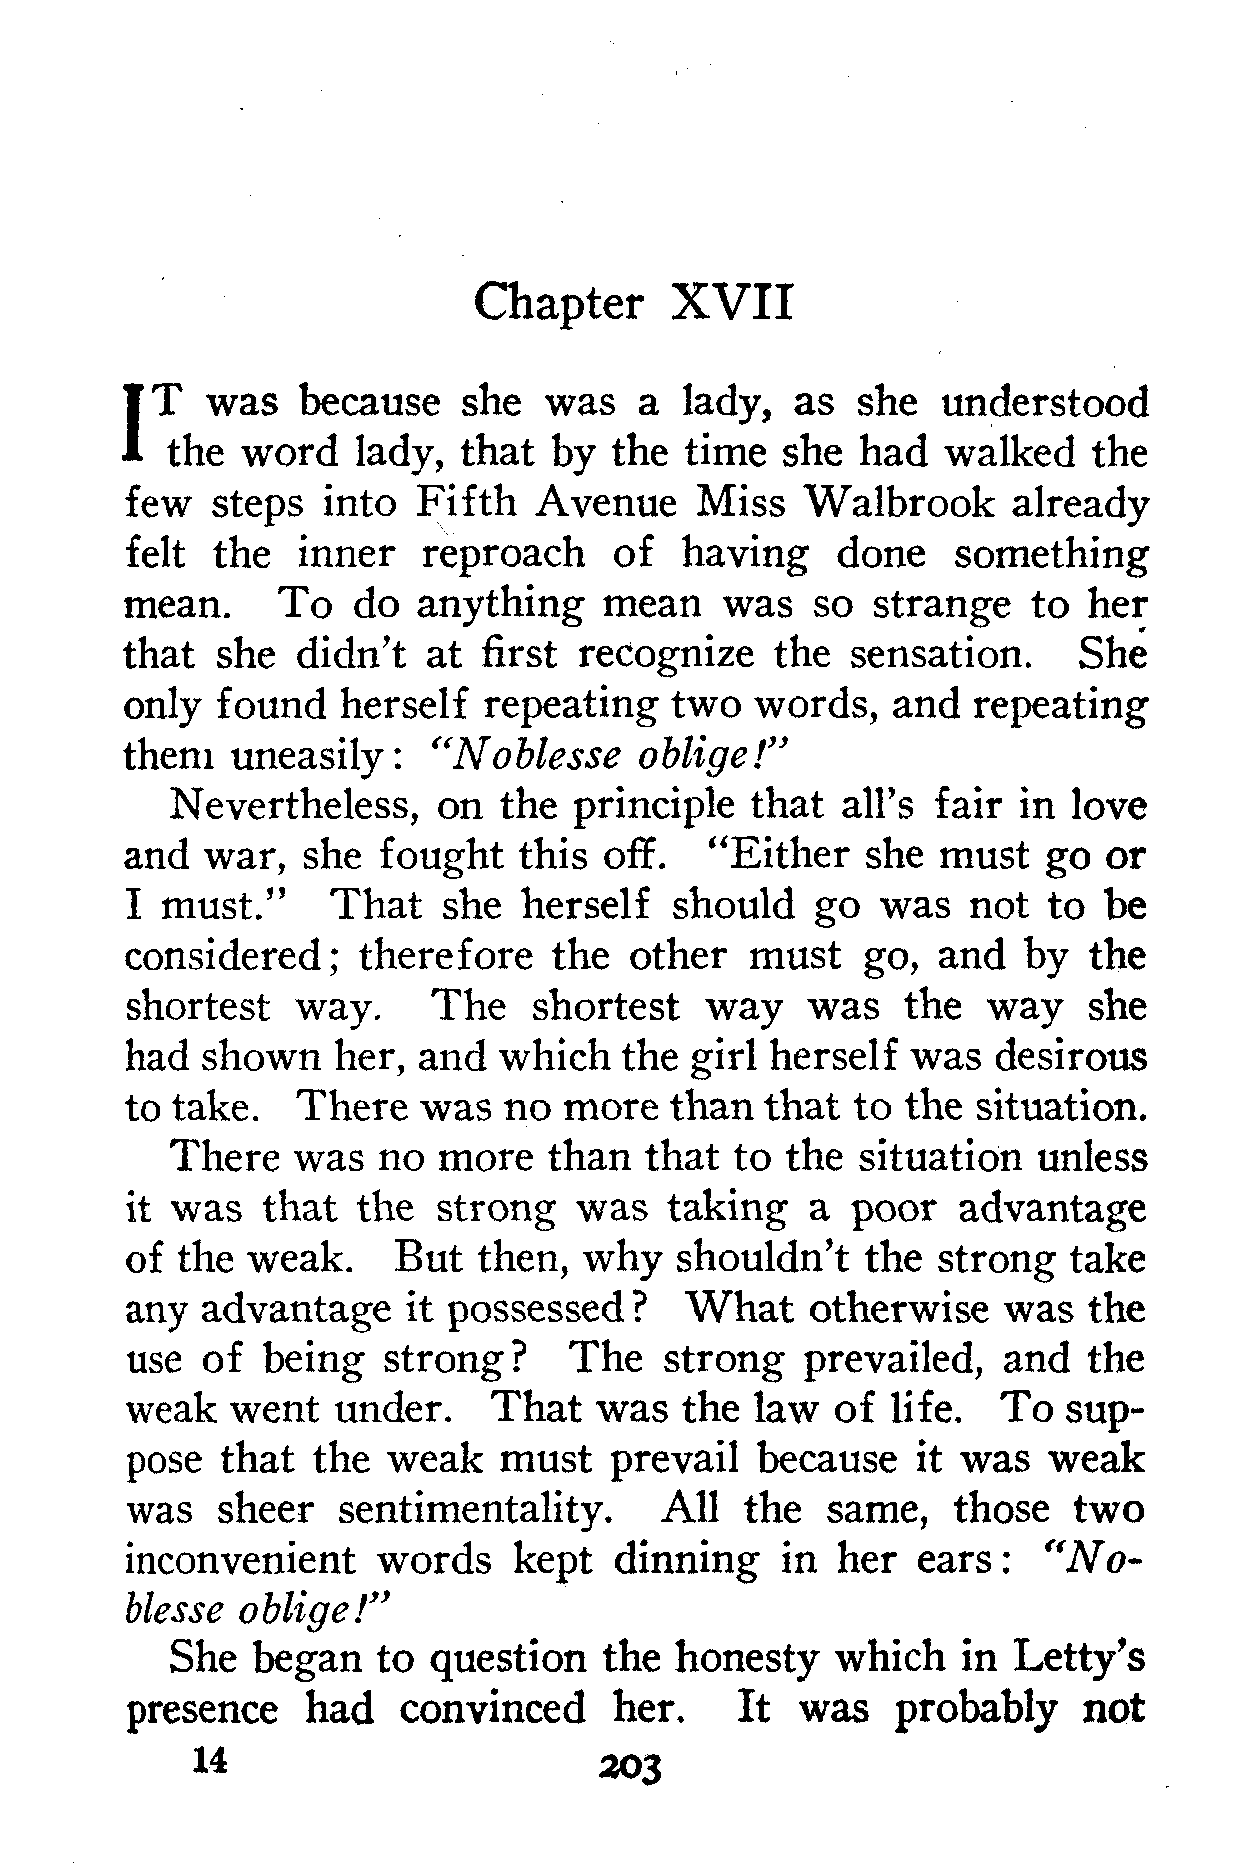 Chapter XVII
IT was because she was a lady, as she understood
the word lady, that by the time she had walked the
few steps into Fifth Avenue Miss Walbrook already
felt the inner reproach of having done something
mean. To do anything mean was so strange to her
that she didn't at first recognize the sensation. She
only found herself repeating two words, and repeating
them uneasily: "Noblesse oblige!"
Nevertheless, on the principle that all's fair in love
and war, she fought this off. "Either she must go or
I must." That she herself should go was not to be
considered; therefore the other must go, and by the
shortest way. The shortest way was the way she
had shown her, and which the girl herself was desirous
to take. There was no more than that to the situation.
There was no more than that to the situation unless
it was that the strong was taking a poor advantage
of the weak. But then, why shouldn't the strong take
any advantage it possessed? What otherwise was the
use of being strong? The strong prevailed, and the
weak went under. That was the law of life. To sup-
pose that the weak must prevail because it was weak
was sheer sentimentality. All the same, those two
inconvenient words kept dinning in her ears: "No-
blesse oblige!"
She began to question the honesty which in Letty's
presence had convinced her. It was probably not
14 203